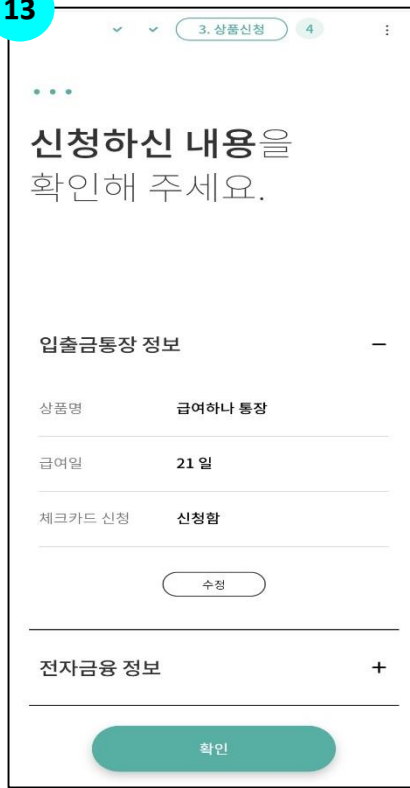 13
3. 상품신청 4
신청하신 내용을
확인해 주세요.
입출금통장 정보
상품명 급여하나 통장
급여일 21 일
체크카드 신청 신청함
수정
전자금융 정보
확인